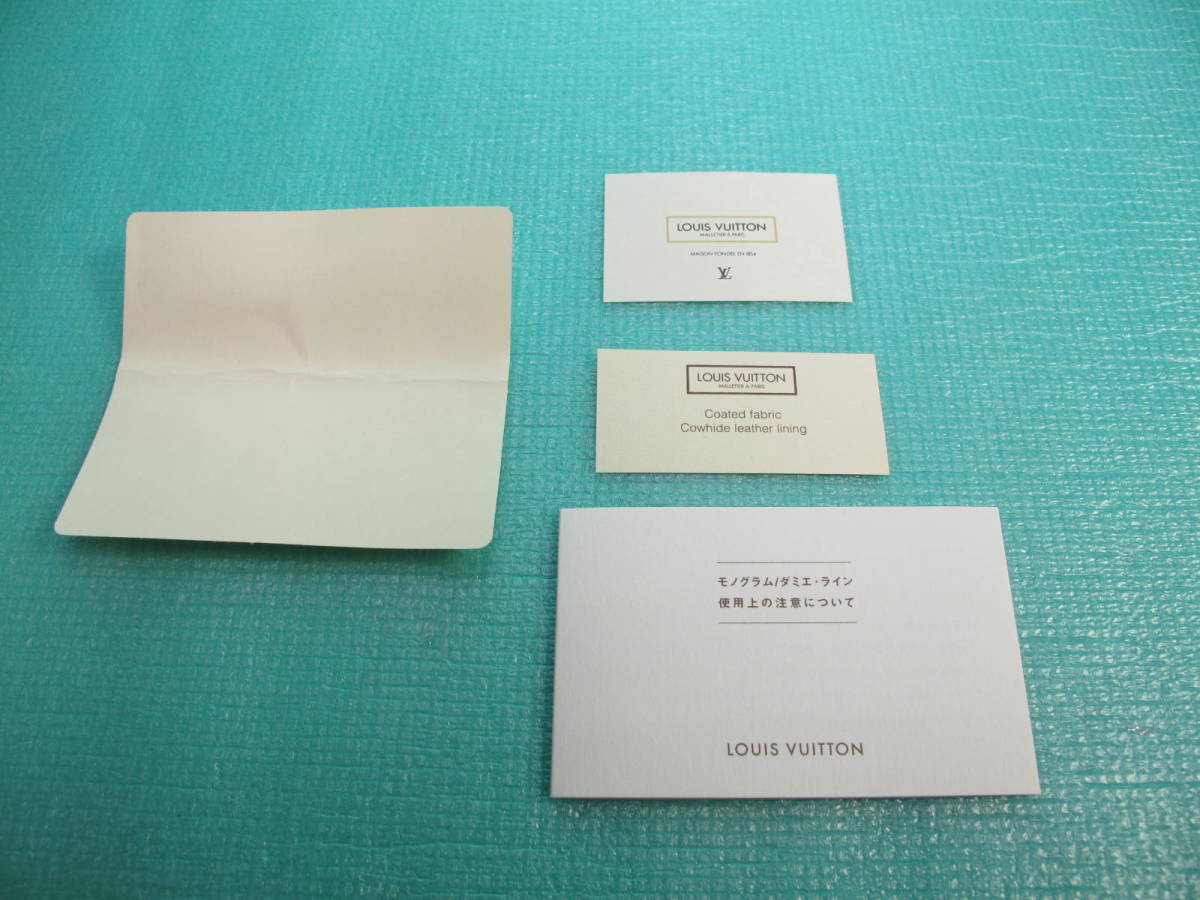 LOUIS VUITTON
MALLETIER A PARIS
MAISON FONDÉE EN 1854
LV
LOUIS VUITTON
MALLETIER A PARIS
Coated fabric
Cowhide leather lining
モノグラム/ダミエ・ライン
使用上の注意について
LOUIS VUITTON